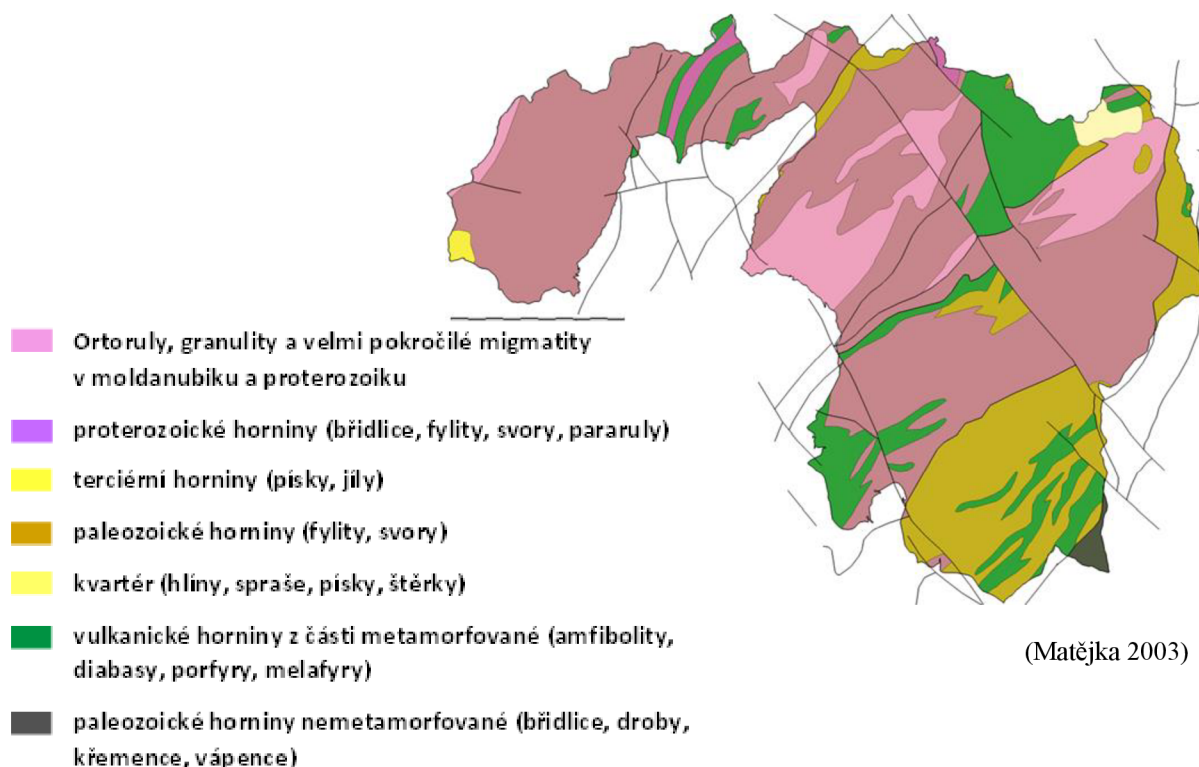 Ortoruly, granulity a velmi pokročilé migmatity
v moldanubiku a proterozoiku
proterozoické horniny (břidlice, fylity, svory, pararuly)
terciérní horniny (písky, jíly)
paleozoické horniny (fylity, svory)
kvartér (hlíny, spraše, písky, štěrky)
vulkanické horniny z části metamorfované (amfibolity,
diabasy, porfyry, melafyry)
(Matějka 2003)
paleozoické horniny nemetamorfované (břidlice, droby,
křemence, vápence)